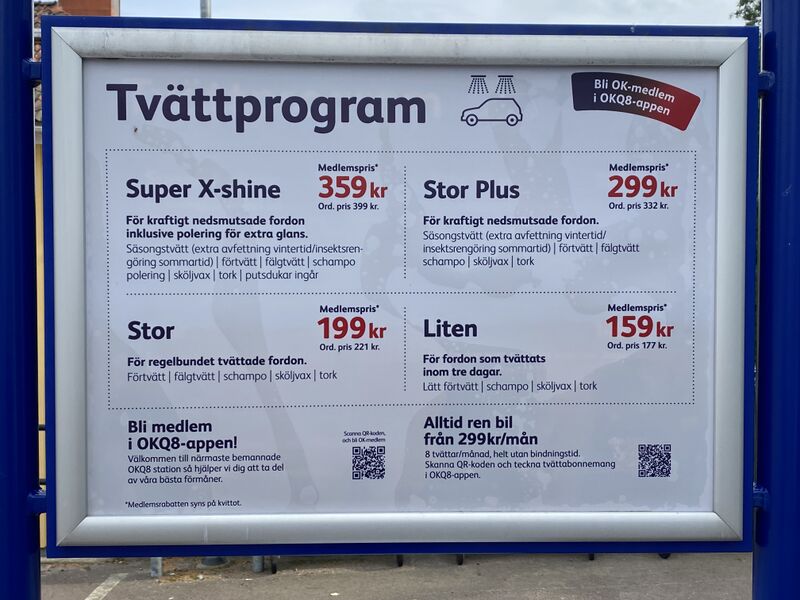 Tvättprogram
Bli OK-medlem
i OKQ8-appen
Super X-shine
Medlemspris*
359 kr
Ord. pris 399 kr.
För kraftigt nedsmutsade fordon
inklusive polering för extra glans.
Säsongstvätt (extra avfettning vintertid/insektsren-
göring sommartid) | förtvätt | fälgtvätt | schampo
polering | sköljvax | tork | putsdukar ingår
Stor Plus
Medlemspris*
299 kr
Ord. pris 332 kr.
För kraftigt nedsmutsade fordon.
Säsongstvätt (extra avfettning vintertid/
insektsrengöring sommartid) | förtvätt | fälgtvätt
schampo | sköljvax | tork
Stor
Medlemspris*
199 kr
Ord. pris 221 kr.
För regelbundet tvättade fordon.
Förtvätt | fälgtvätt | schampo | sköljvax | tork
Liten
Medlemspris*
159 kr
Ord. pris 177 kr.
För fordon som tvättats
inom tre dagar.
Lätt förtvätt | schampo | sköljvax | tork
Bli medlem
i OKQ8-appen!
Välkommen till närmaste bemannade
OKQ8 station så hjälper vi dig att ta del
av våra bästa förmåner.
Scanna QR-koden,
och bli OK-medlem
Alltid ren bil
från 299kr/mån
8 tvättar/månad, helt utan bindningstid.
Skanna QR-koden och teckna tvättabonnemang
i OKQ8-appen.
*Medlemsrabatten syns på kvittot.